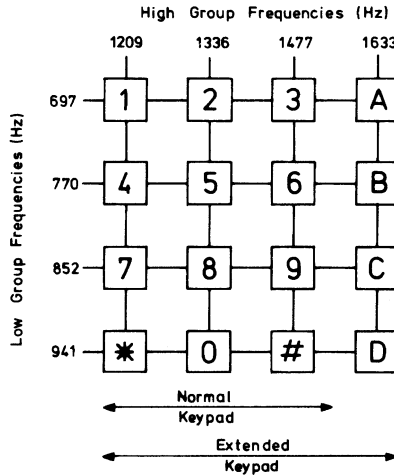 High Group Frequencies (Hz)
1209 1336 1477 1633
Low Group Frequencies (Hz)
697 1 2 3 A
770 4 5 6 B
852 7 8 9 C
941 * 0 # D
Normal
Keypad
Extended
Keypad